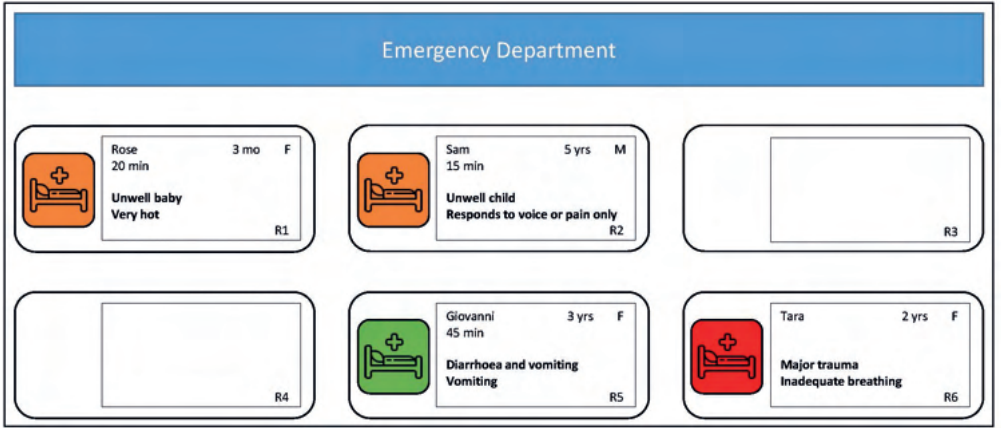 Emergency Department
Rose 3 mo F
20 min
Unwell baby
Very hot
R1
Sam 5 yrs M
15 min
Unwell child
Responds to voice or pain only
R2
R3
R4
Giovanni 3 yrs F
45 min
Diarrhoea and vomiting
Vomiting
R5
Tara 2 yrs F
Major trauma
Inadequate breathing
R6